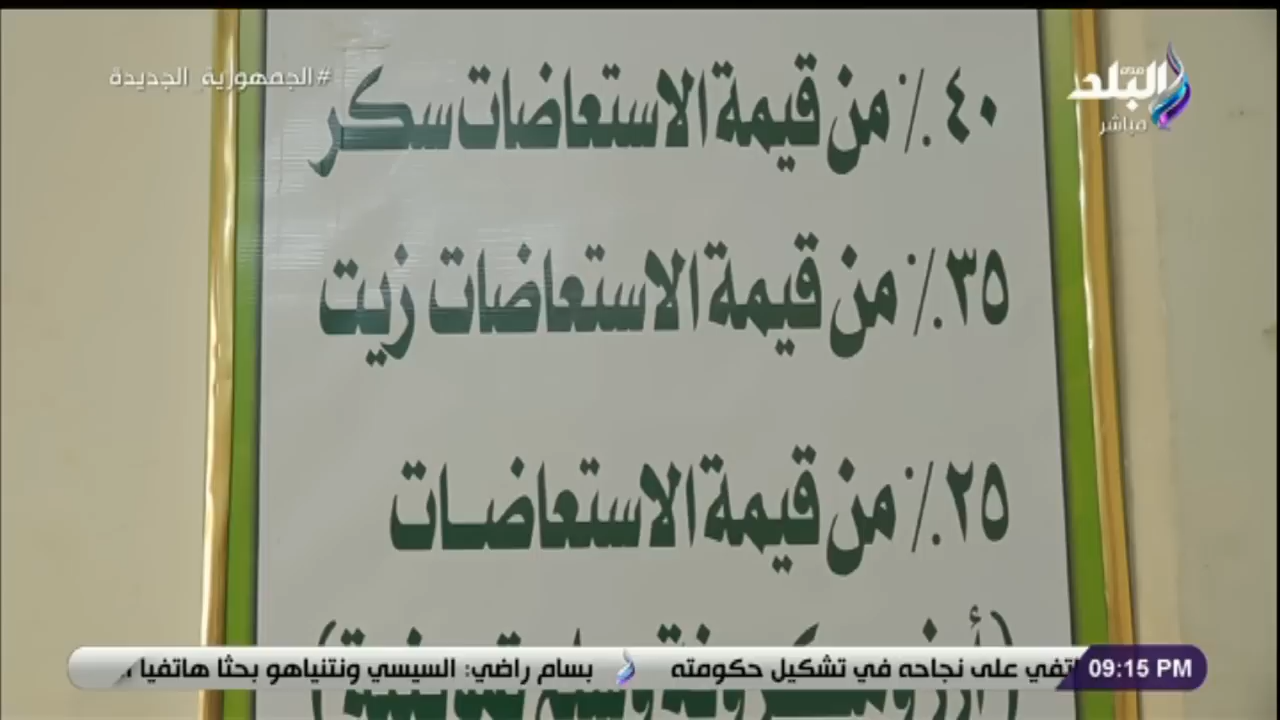 #الجمهورية_الجديدة
صدى البلد
مباشر
٤٠٪ من قيمة الاستعاضات سكر
٣٥٪ من قيمة الاستعاضات زيت
٢٥٪ من قيمة الاستعاضات
09:15 PM
على نجاحه في تشكيل حكومته
بسام راضي: السيسي ونتنياهو بحثا هاتفيا